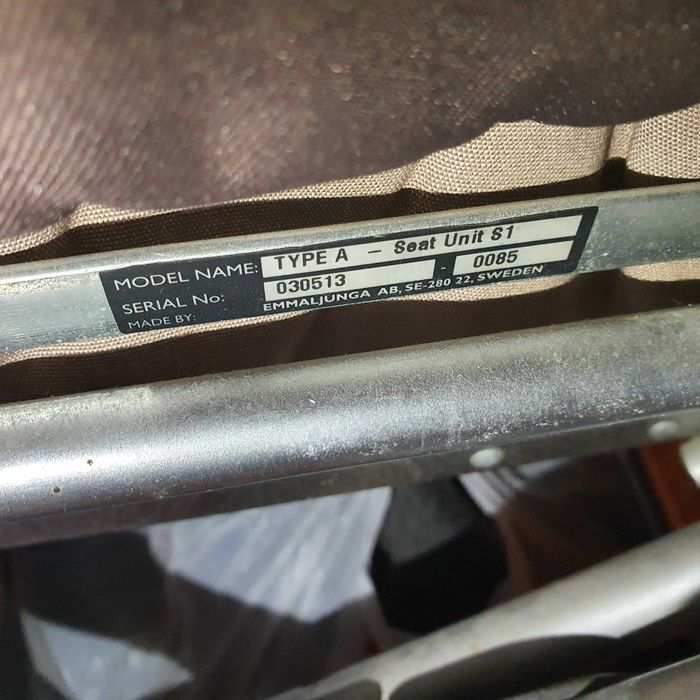 MODEL NAME: TYPE A - Seat Unit S1
SERIAL No: 030513 - 0085
MADE BY: EMMALJUNGA AB, SE-280 22, SWEDEN